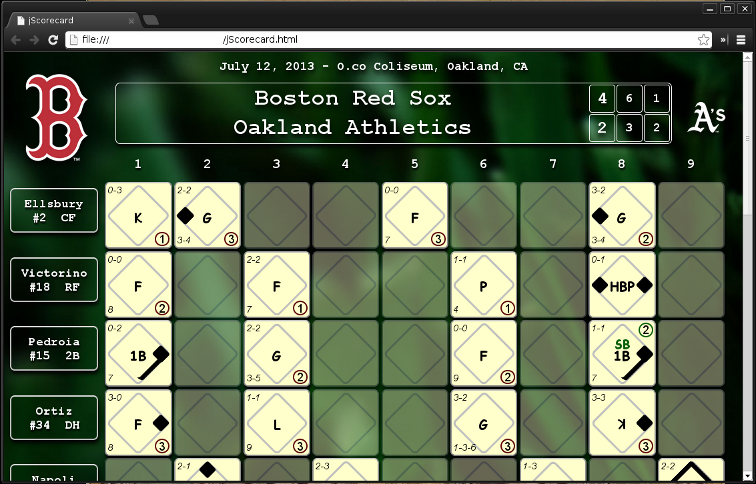 jScorecard
file:/// /jScorecard.html
July 12, 2013 - O.co Coliseum, Oakland, CA
B
TM
Boston Red Sox 4 6 1
Oakland Athletics 2 3 2
A's
1 2 3 4 5 6 7 8 9
0-3 2-2 0-0 3-2
Ellsbury
#2 CF
K G F G
1 3-4 3 7 3 3-4 2
0-0 2-2 1-1 0-1
Victorino
#18 RF
F F P HBP
8 2 7 1 4 1
0-2 2-2 0-0 1-1 2
Pedroia
#15 2B
SB
1B G F 1B
7 3-5 2 9 2 7
3-0 1-1 3-2 3-3
Ortiz
#34 DH
F L G K
8 3 9 3 1-3-6 3 3
2-1 2-3 1-3 2-2
Napoli